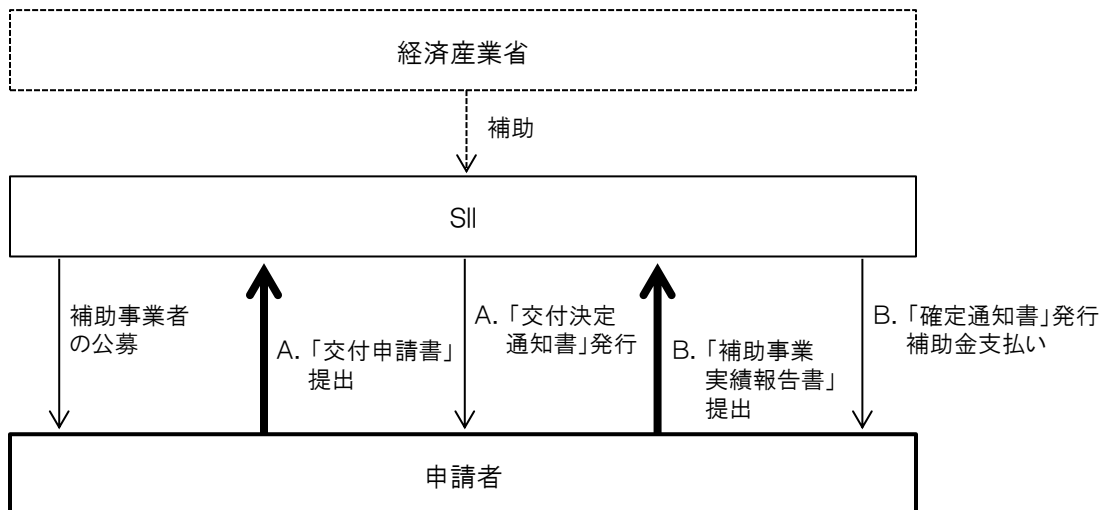 経済産業省
補助
SII
補助事業者
の公募
A.「交付申請書」
提出
A.「交付決定
通知書」発行
B.「補助事業
実績報告書」
提出
B.「確定通知書」発行
補助金支払い
申請者